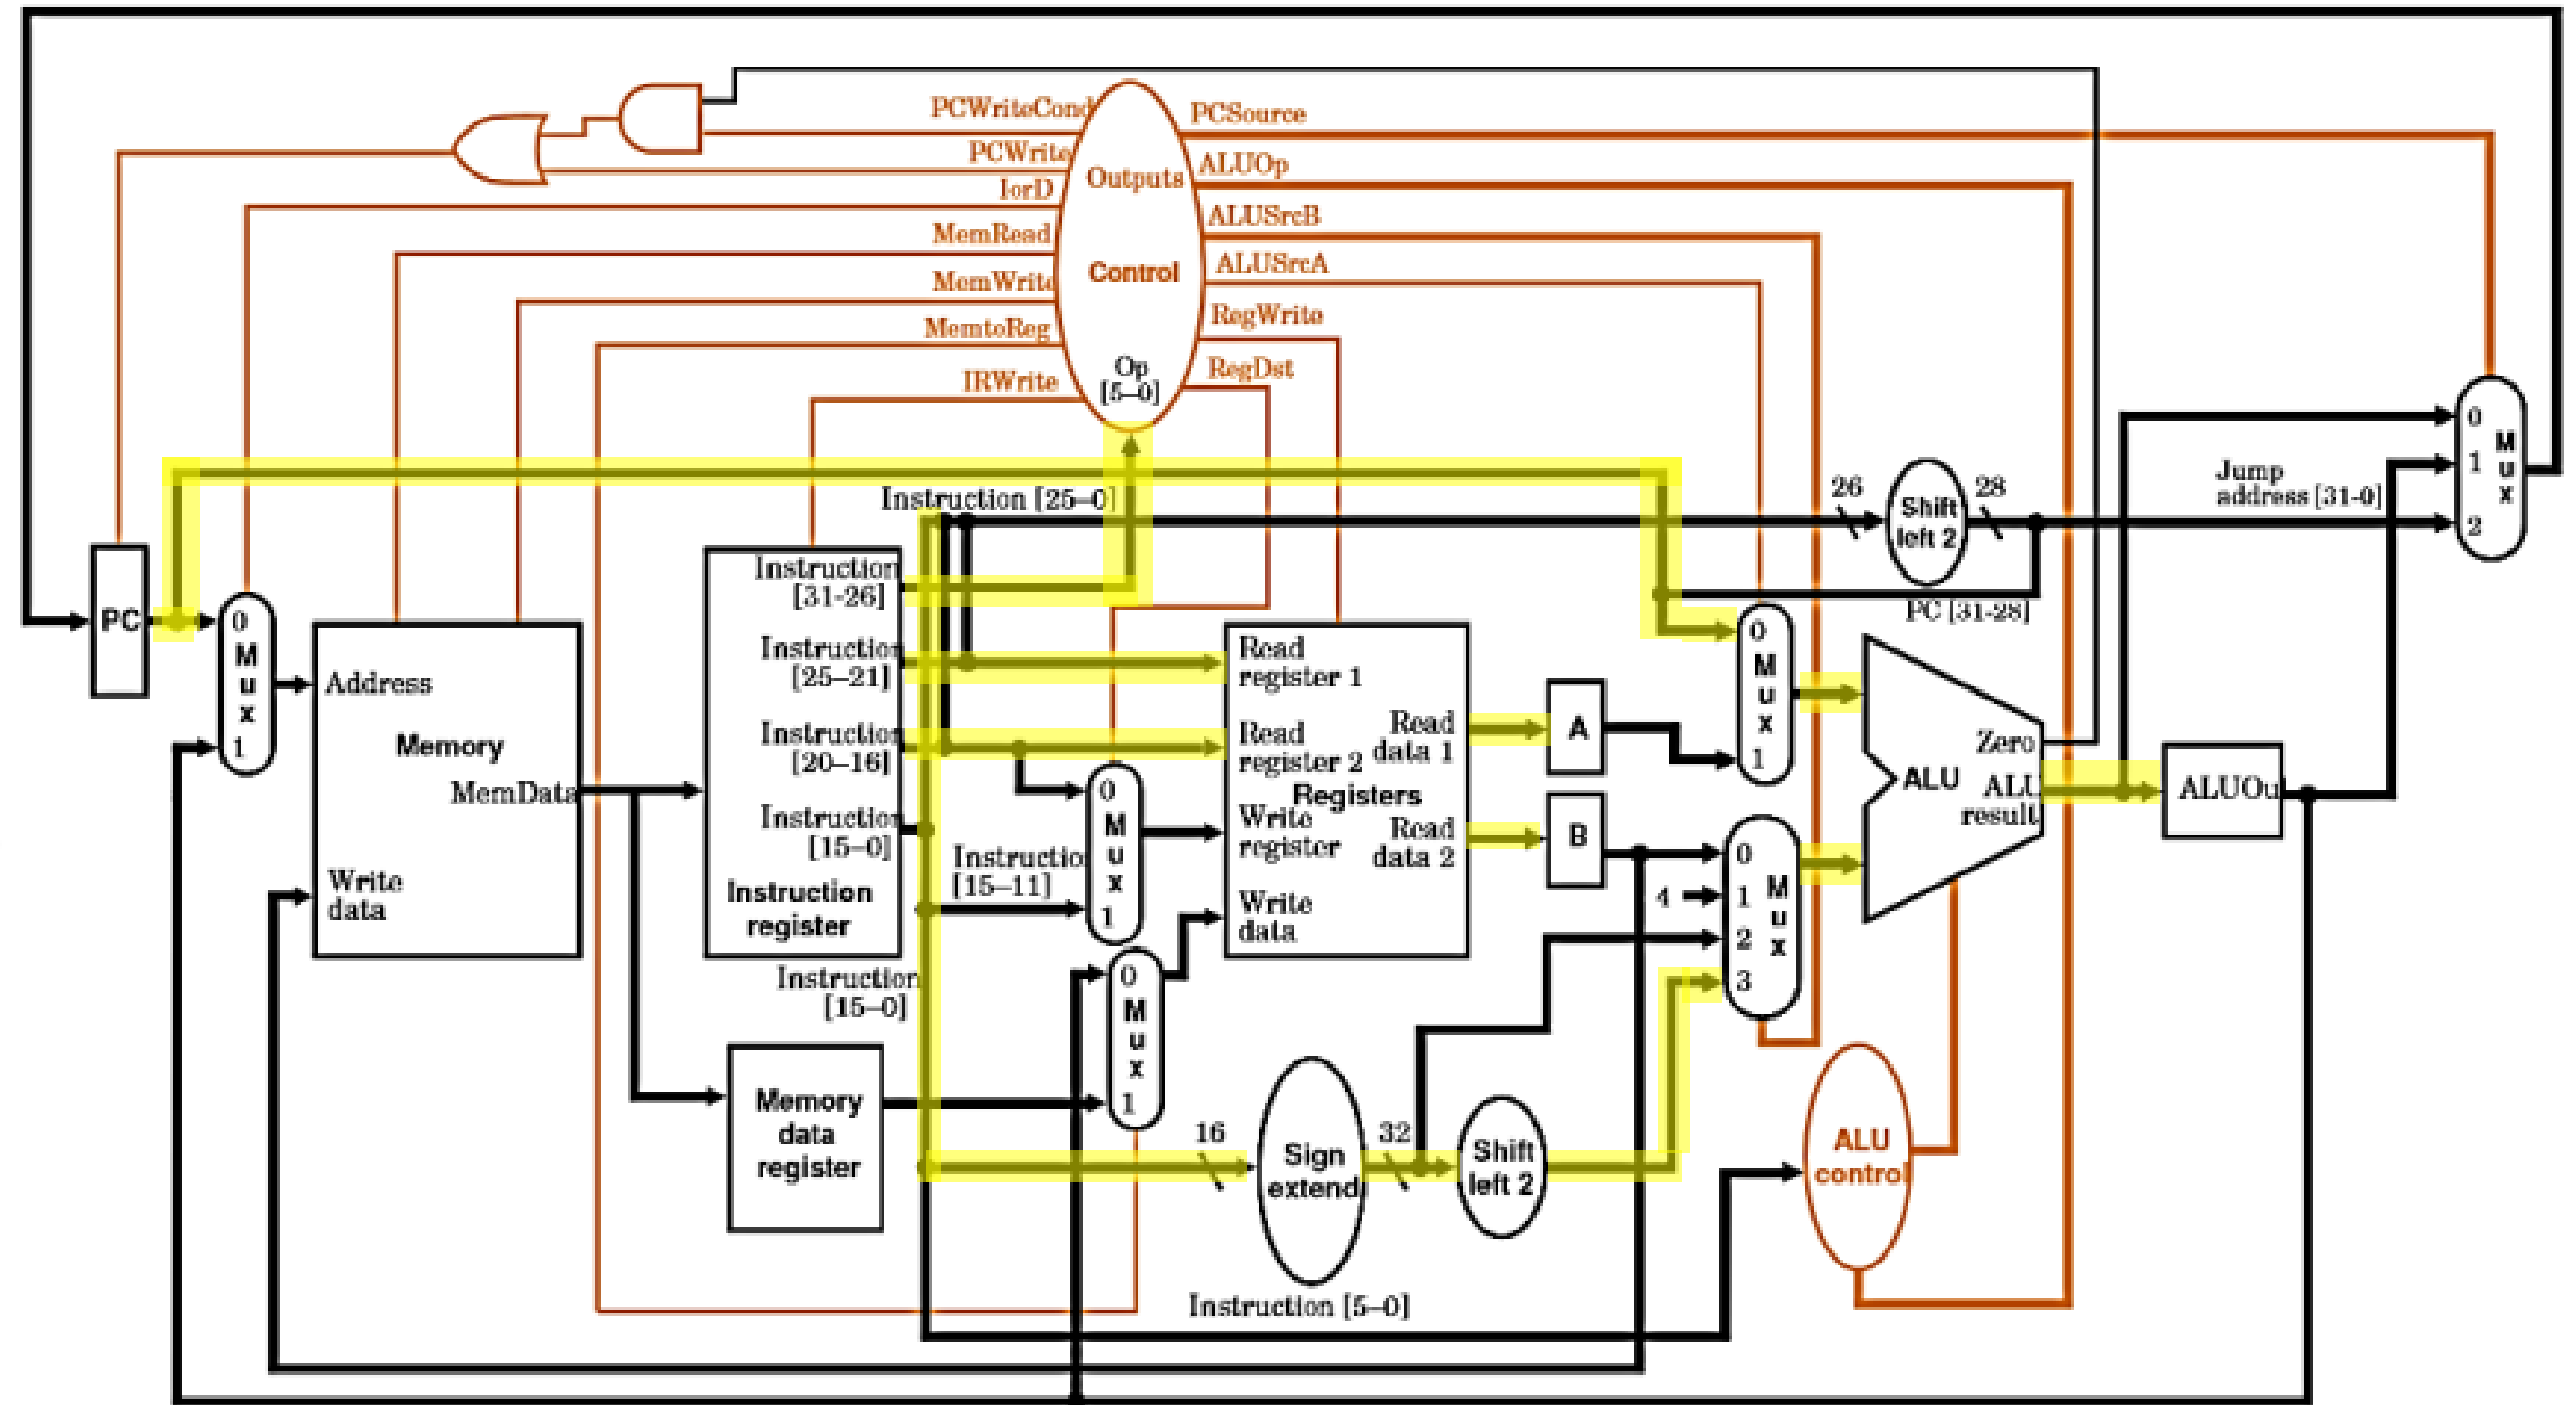 PCWriteCond
PCWrite
IorD
MemRead
MemWrite
MemtoReg
IRWrite
Outputs
Control
Op
[5–0]
PCSource
ALUOp
ALUSrcB
ALUSrcA
RegWrite
RegDst
PC
0
M
u
x
1
Address
Memory
MemData
Write
data
Instruction [25–0]
Instruction
[31-26]
Instruction
[25–21]
Instruction
[20–16]
Instruction
[15–0]
Instruction
register
Instruction
[15–0]
Memory
data
register
Instructio
[15–11]
0
M
u
x
1
0
M
u
x
1
Read
register 1
Read
register 2
Registers
Write
register
Write
data
Read
data 1
Read
data 2
A
B
16
Sign
extend
32
Shift
left 2
Instruction [5–0]
0
M
u
x
1
4
0
1
2
3
M
u
x
26
Shift
left 2
28
PC [31-28]
Jump
address [31-0]
Zero
ALU
ALU
result
ALUOu
ALU
control
0
1
2
M
u
x